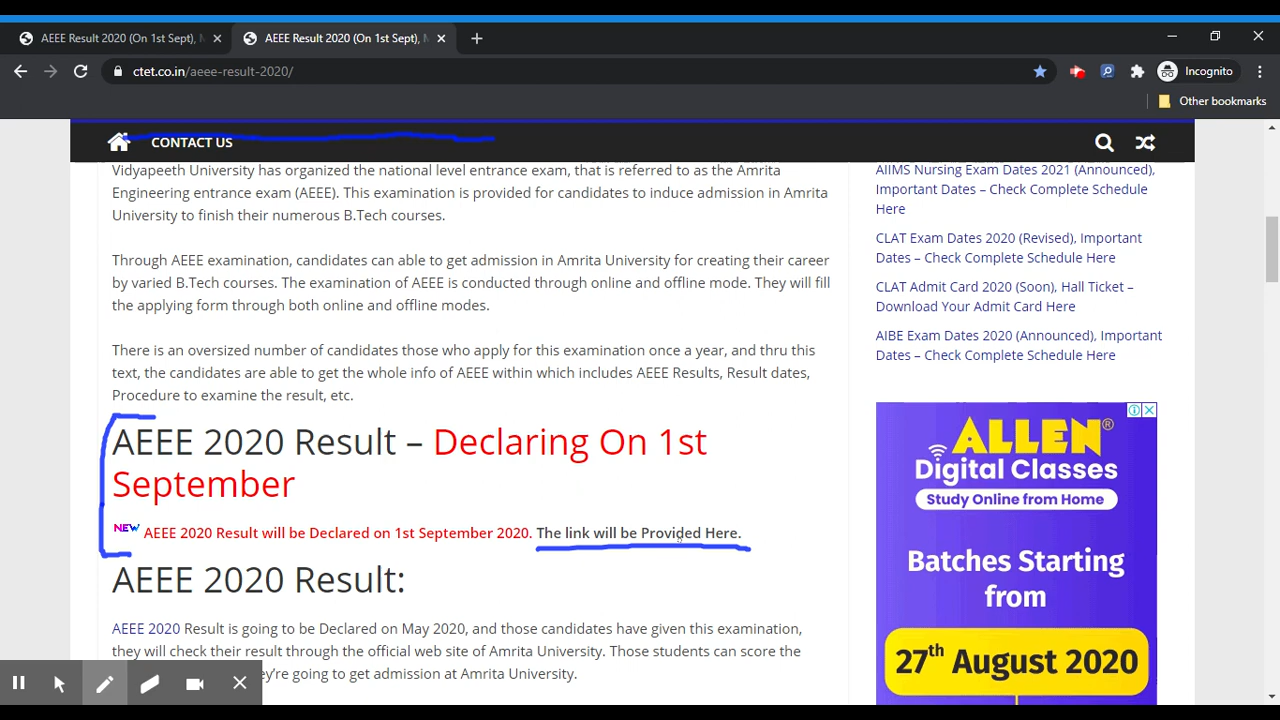 AEEE Result 2020 (On 1st Sept), M
AEEE Result 2020 (On 1st Sept), M
ctet.co.in/aeee-result-2020/
Incognito
Other bookmarks
CONTACT US
Vidyapeeth University has organized the national level entrance exam, that is referred to as the Amrita
Engineering entrance exam (AEEE). This examination is provided for candidates to induce admission in Amrita
University to finish their numerous B.Tech courses.
Through AEEE examination, candidates can able to get admission in Amrita University for creating their career
by varied B.Tech courses. The examination of AEEE is conducted through online and offline mode. They will fill
the applying form through both online and offline modes.
There is an oversized number of candidates those who apply for this examination once a year, and thru this
text, the candidates are able to get the whole info of AEEE within which includes AEEE Results, Result dates,
Procedure to examine the result, etc.
AEEE 2020 Result – Declaring On 1st
September
NEW AEEE 2020 Result will be Declared on 1st September 2020. The link will be Provided Here.
AEEE 2020 Result:
AEEE 2020 Result is going to be Declared on May 2020, and those candidates have given this examination,
they will check their result through the official web site of Amrita University. Those students can score the
ey're going to get admission at Amrita University.
AIIMS Nursing Exam Dates 2021 (Announced),
Important Dates – Check Complete Schedule
Here
CLAT Exam Dates 2020 (Revised), Important
Dates – Check Complete Schedule Here
CLAT Admit Card 2020 (Soon), Hall Ticket –
Download Your Admit Card Here
AIBE Exam Dates 2020 (Announced), Important
Dates – Check Complete Schedule Here
ALLEN®
Digital Classes
Study Online from Home
Batches Starting
from
27th August 2020